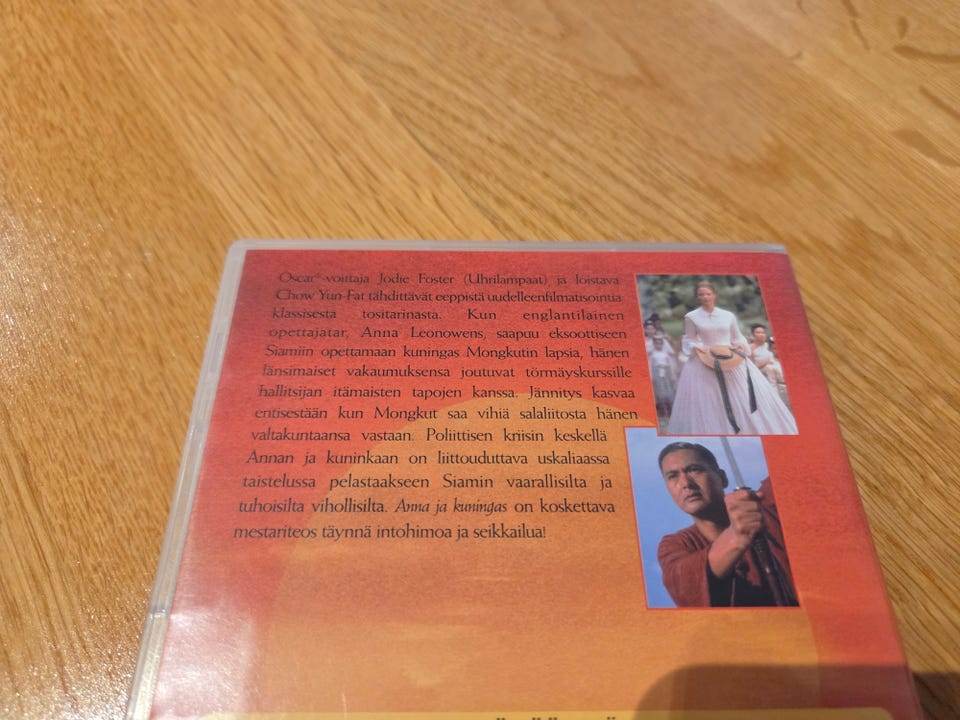 Oscar®-voittaja Jodie Foster (Uhrilampaat) ja loistava
Chow Yun-Fat tähdittävät eeppistä uudelleenfilmatisointia
klassisesta tositarinasta. Kun englantilainen
opettajatar, Anna Leonowens, saapuu eksoottiseen
Siamiin opettamaan kuningas Mongkutin lapsia, hänen
länsimaiset vakaumuksensa joutuvat törmäyskurssille
hallitsijan itämaisten tapojen kanssa. Jännitys kasvaa
entisestään kun Mongkut saa vihiä salaliitosta hänen
valtakuntaansa vastaan. Poliittisen kriisin keskellä
Annan ja kuninkaan on liittouduttava uskaliaassa
taistelussa pelastaakseen Siamin vaarallisilta ja
tuhoisilta vihollisilta. Anna ja kuningas on koskettava
mestariteos täynnä intohimoa ja seikkailua!